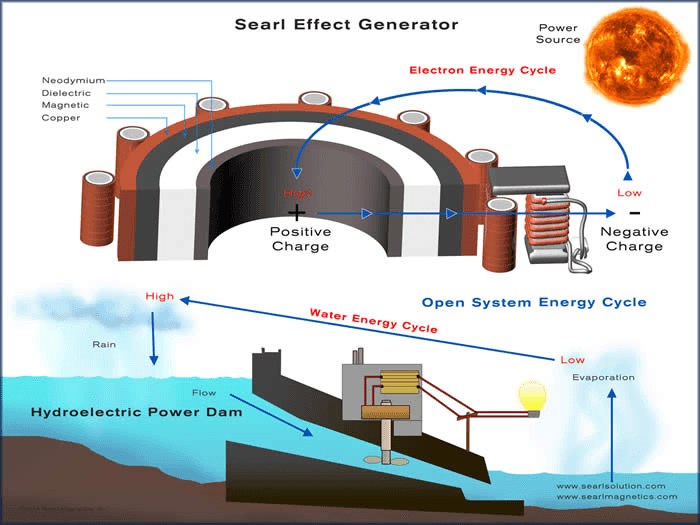 Searl Effect Generator
Power
Source
Electron Energy Cycle
Neodymium
Dielectric
Magnetic
Copper
High
Low
+
-
Positive
Charge
Negative
Charge
High
Open System Energy Cycle
Water Energy Cycle
Rain
Low
Evaporation
Flow
Hydroelectric Power Dam
www.searlsolution.com
www.searlmagnetics.com